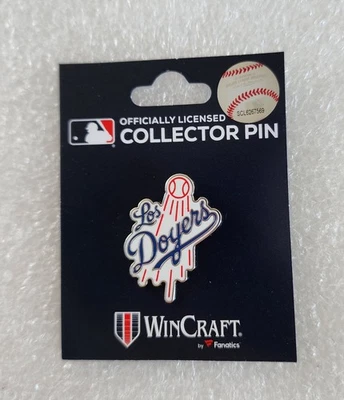 OFFICIALLY LICENSED
COLLECTOR PIN
Los
Doyers
WINCRAFT®
by Fanatics